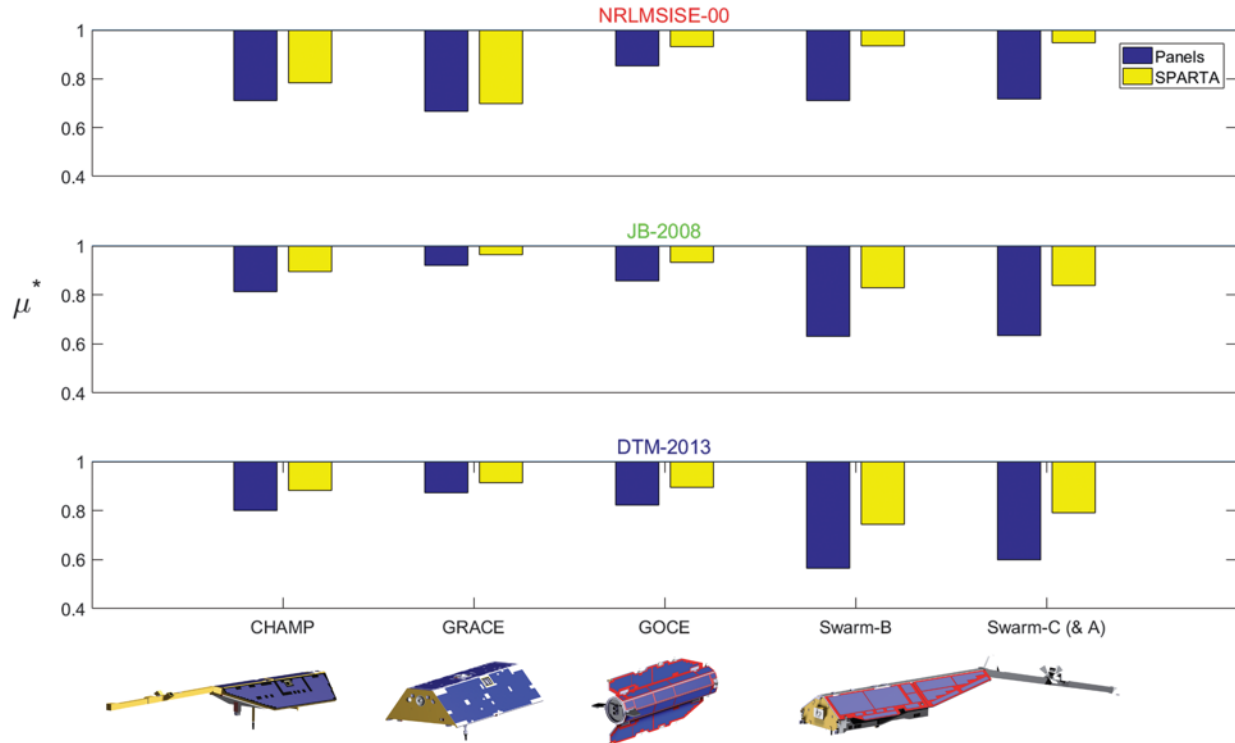 NRLMSISE-00
1
0.8
0.6
0.4
Panels
SPARTA
JB-2008
1
0.8
0.6
0.4
μ*
DTM-2013
1
0.8
0.6
0.4
CHAMP GRACE GOCE Swarm-B Swarm-C (& A)